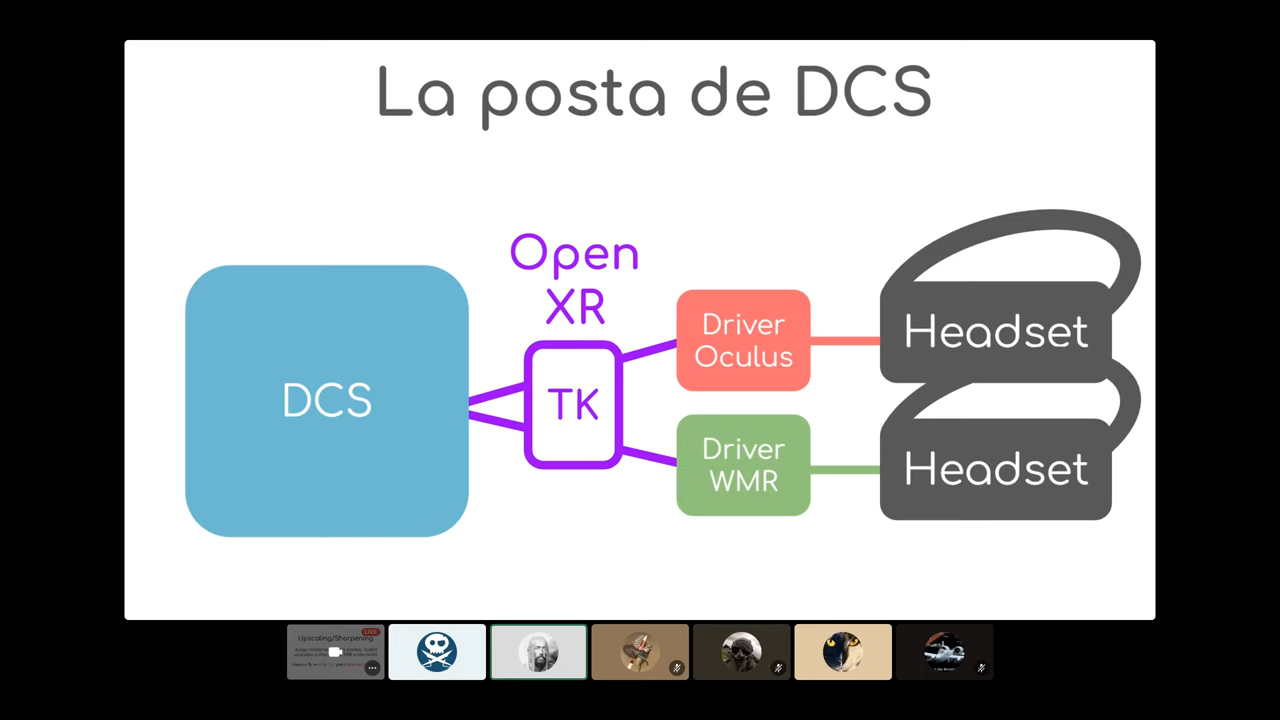 La posta de DCS
Open
XR
DCS
TK
Driver
Oculus
Headset
Driver
WMR
Headset
LIVE
Upscaling/Sharpening